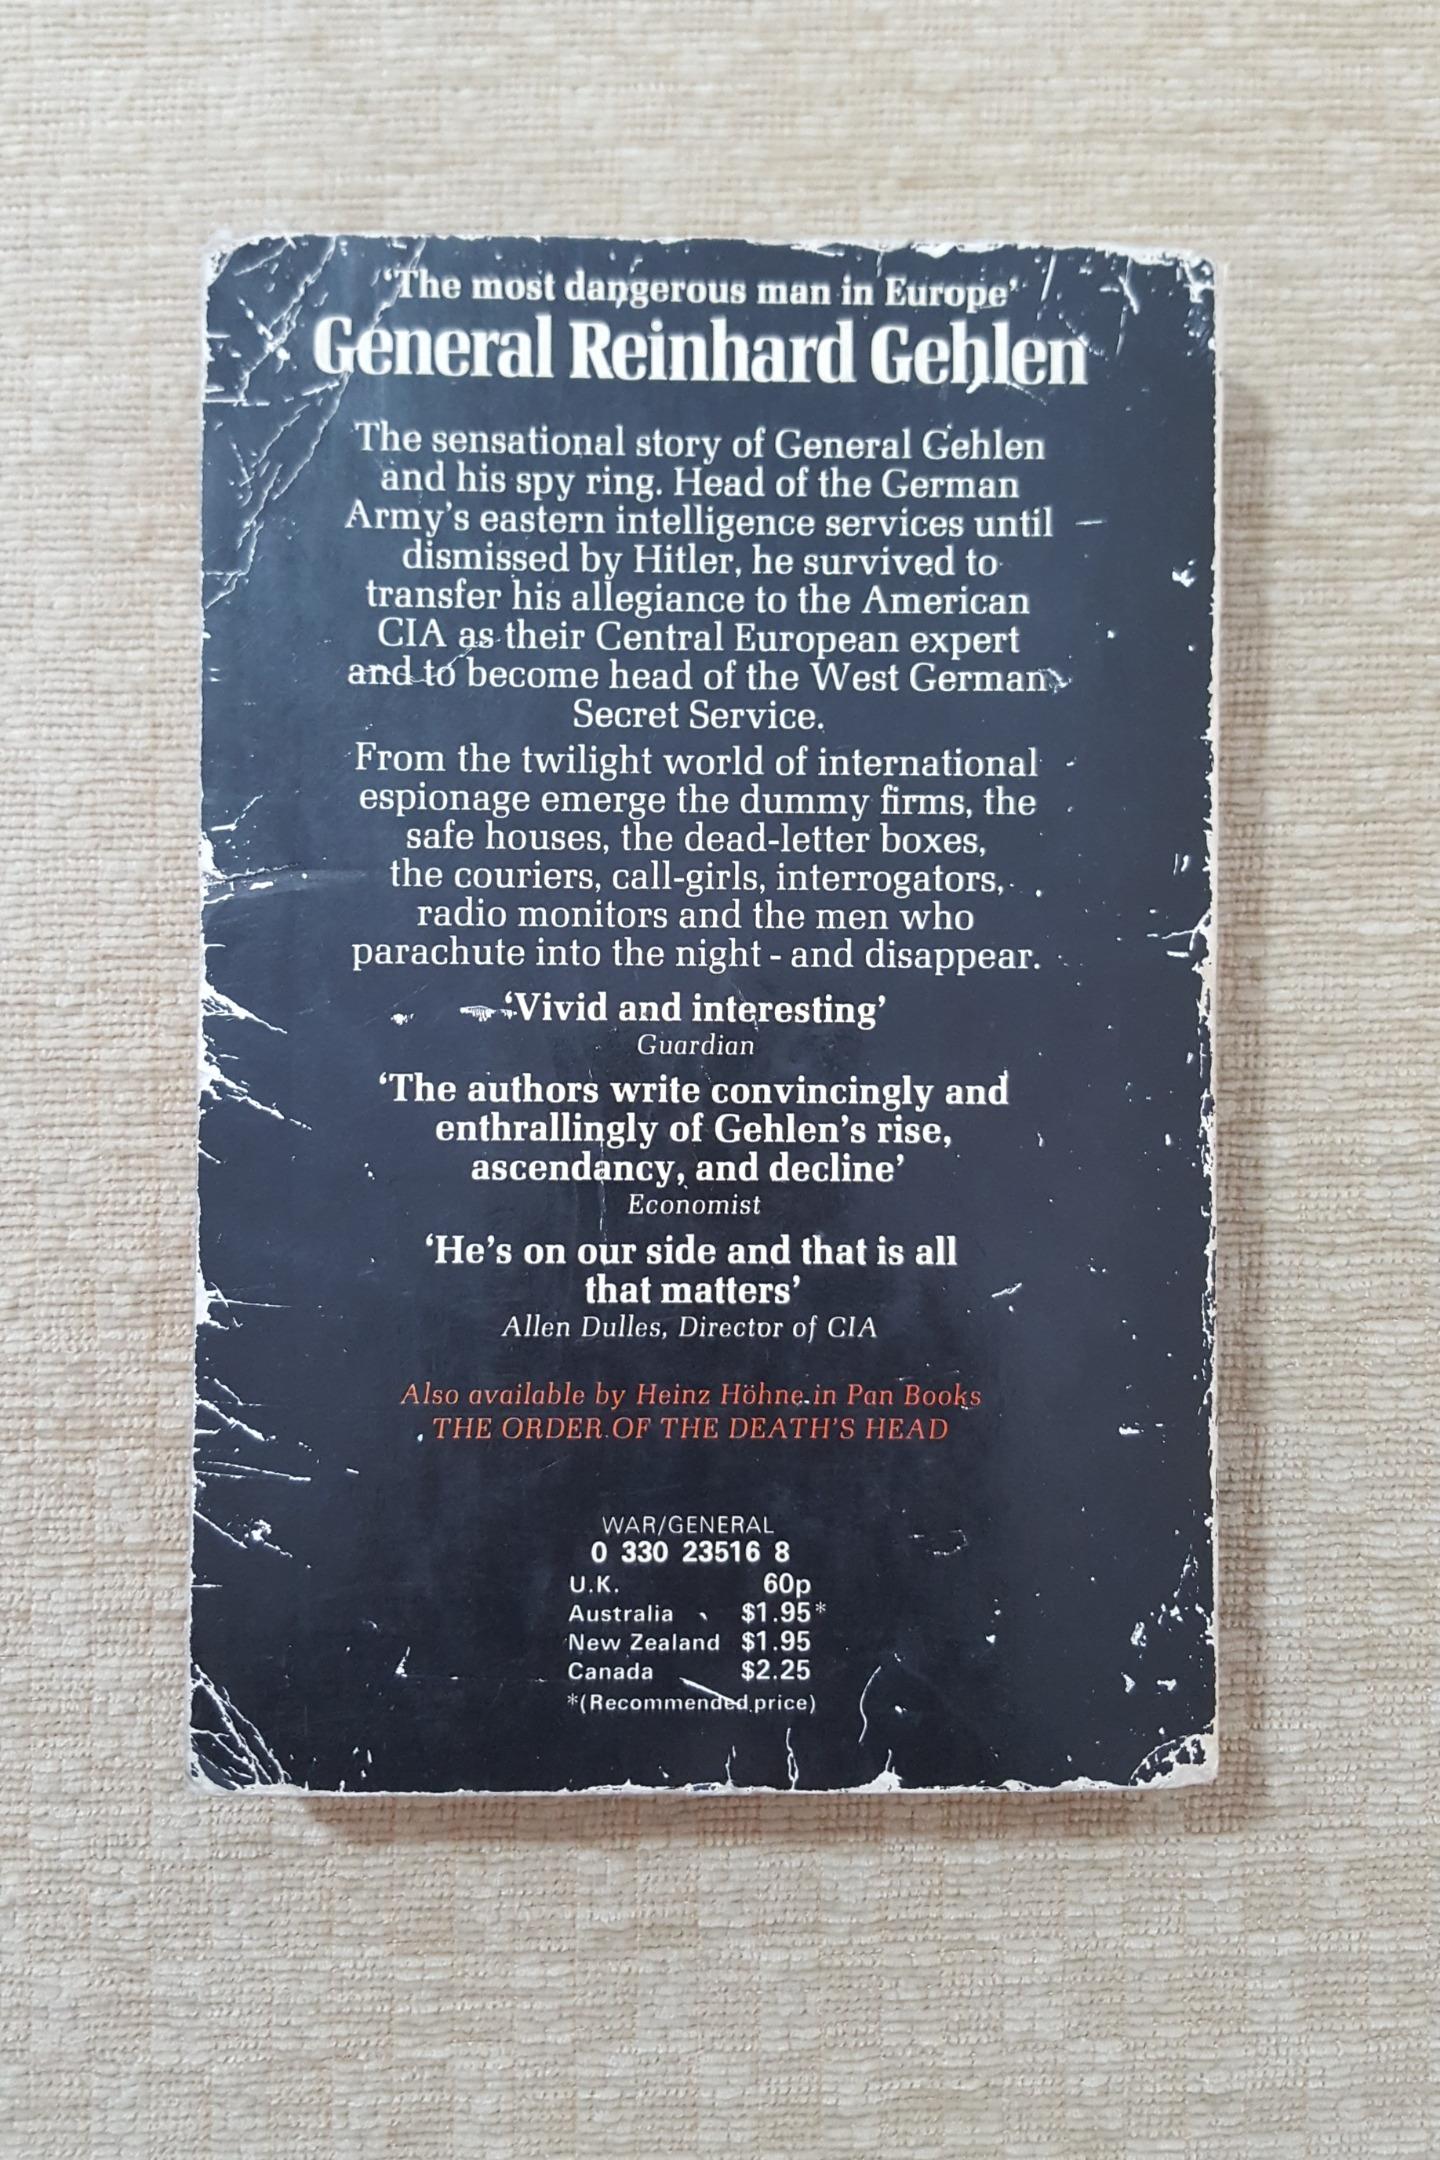 ‘The most dangerous man in Europe’
General Reinhard Gehlen
The sensational story of General Gehlen
and his spy ring. Head of the German
Army’s eastern intelligence services until
dismissed by Hitler, he survived to
transfer his allegiance to the American
CIA as their Central European expert
and to become head of the West German
Secret Service.
From the twilight world of international
espionage emerge the dummy firms, the
safe houses, the dead-letter boxes,
the couriers, call-girls, interrogators,
radio monitors and the men who
parachute into the night - and disappear.
‘Vivid and interesting’
Guardian
‘The authors write convincingly and
enthrallingly of Gehlen’s rise,
ascendancy, and decline’
Economist
‘He’s on our side and that is all
that matters’
Allen Dulles, Director of CIA
Also available by Heinz Höhne in Pan Books
THE ORDER OF THE DEATH’S HEAD
WAR/GENERAL
0 330 23516 8
U.K. 60p
Australia $1.95*
New Zealand $1.95
Canada $2.25
*(Recommended price)